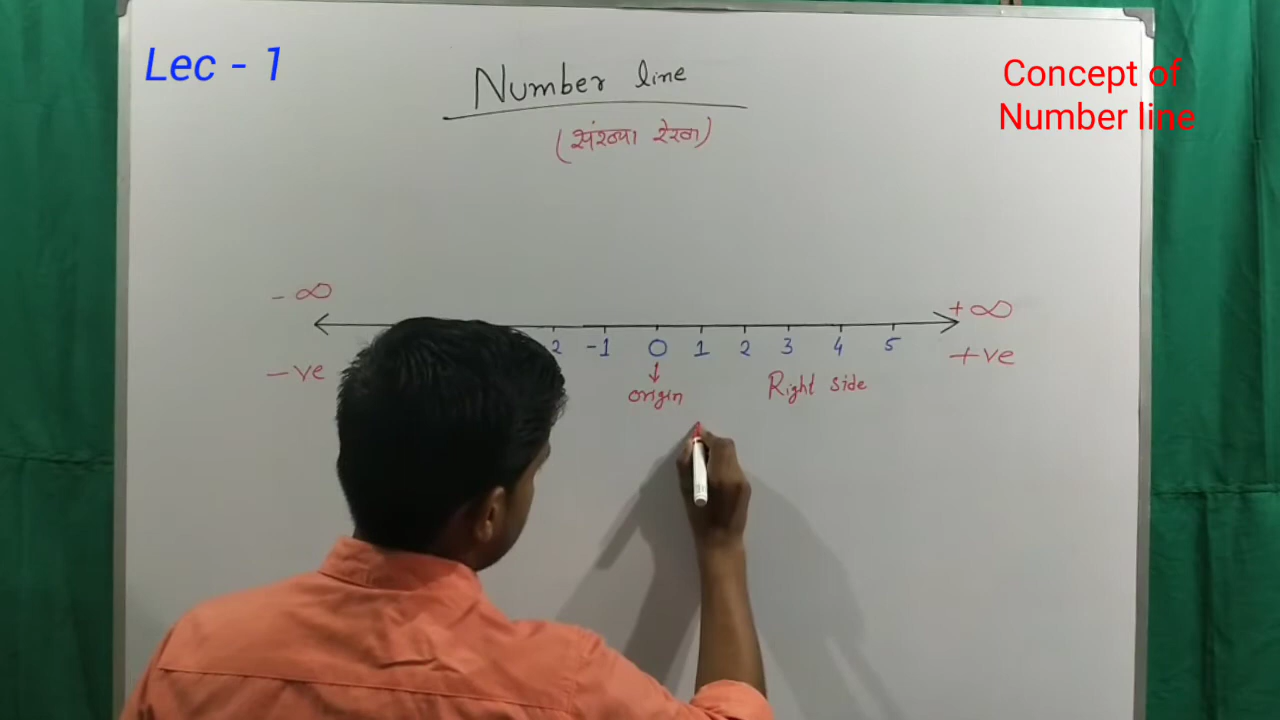 Lec - 1
Concept of
Number line
Number line
(संख्या रेखा)
- ∞
+ ∞
2 -1 0 1 2 3 4 5
- ve
+ve
↓
origin
Right side